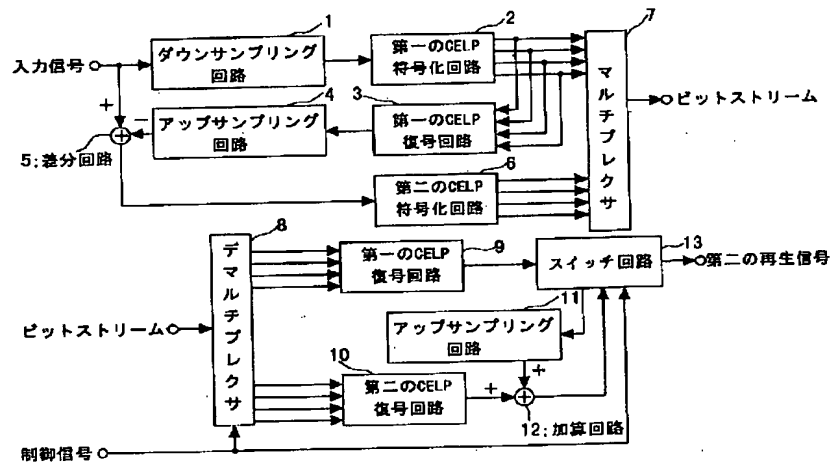 1
ダウンサンプリング
回路
2
第一のCELP
符号化回路
7
マルチプレクサ
入力信号
ビットストリーム
+
−
4
アップサンプリング
回路
3
第一のCELP
復号回路
5:差分回路
6
第二のCELP
符号化回路
8
デマルチプレクサ
第一のCELP
復号回路
9
13
スイッチ回路
第二の再生信号
11
アップサンプリング
回路
ビットストリーム
10
第二のCELP
復号回路
+
+
12:加算回路
制御信号